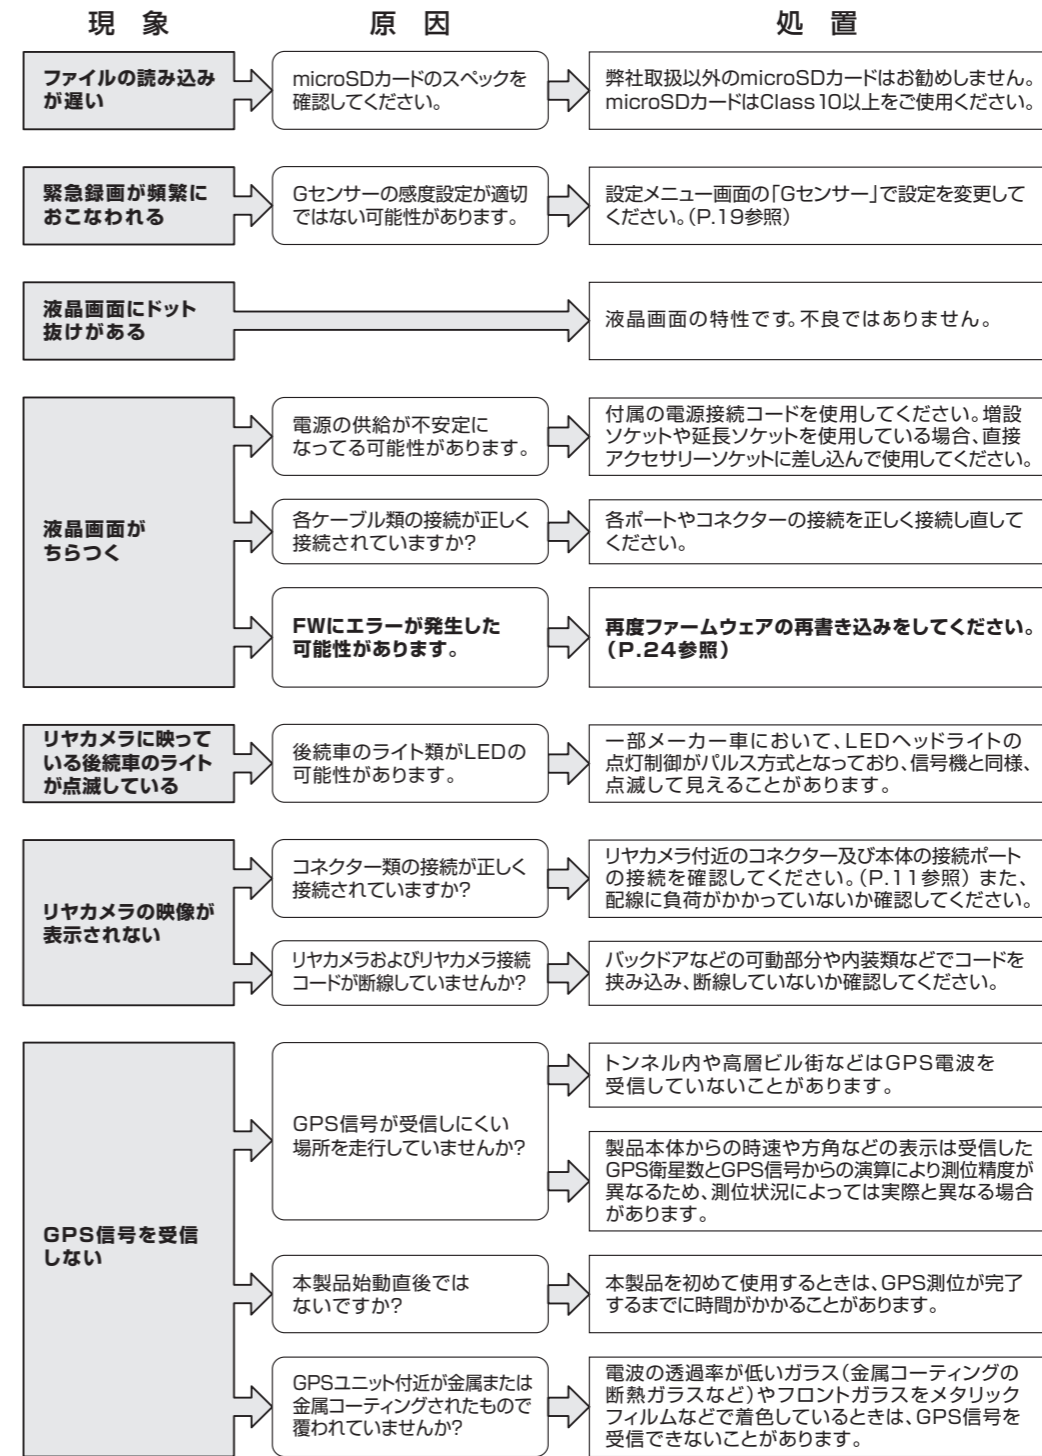 現　象
原　因
処　置
ファイルの読み込み
が遅い
microSDカードのスペックを
確認してください。
弊社取扱以外のmicroSDカードはお勧めしません。
microSDカードはClass10以上をご使用ください。
緊急録画が頻繁に
おこなわれる
Gセンサーの感度設定が適切
ではない可能性があります。
設定メニュー画面の「Gセンサー」で設定を変更して
ください。(P.19参照)
液晶画面にドット
抜けがある
液晶画面の特性です。不良ではありません。
液晶画面が
ちらつく
電源の供給が不安定に
なってる可能性があります。
付属の電源接続コードを使用してください。増設
ソケットや延長ソケットを使用している場合、直接
アクセサリーソケットに差し込んで使用してください。
各ケーブル類の接続が正しく
接続されていますか?
各ポートやコネクターの接続を正しく接続し直して
ください。
FWにエラーが発生した
可能性があります。
再度ファームウェアの再書き込みをしてください。
(P.24参照)
リヤカメラに映って
いる後続車のライト
が点滅している
後続車のライト類がLEDの
可能性があります。
一部メーカー車において、LEDヘッドライトの
点灯制御がパルス方式となっており、信号機と同様、
点滅して見えることがあります。
リヤカメラの映像が
表示されない
コネクター類の接続が正しく
接続されていますか?
リヤカメラ付近のコネクター及び本体の接続ポート
の接続を確認してください。(P.11参照) また、
配線に負荷がかかっていないか確認してください。
リヤカメラおよびリヤカメラ接続
コードが断線していませんか?
バックドアなどの可動部分や内装類などでコードを
挟み込み、断線していないか確認してください。
GPS信号を受信
しない
GPS信号が受信しにくい
場所を走行していませんか?
トンネル内や高層ビル街などはGPS電波を
受信していないことがあります。
製品本体からの時速や方角などの表示は受信した
GPS衛星数とGPS信号からの演算により測位精度が
異なるため、測位状況によっては実際と異なる場合
があります。
本製品始動直後では
ないですか?
本製品を初めて使用するときは、GPS測位が完了
するまでに時間がかかることがあります。
GPSユニット付近が金属または
金属コーティングされたもので
覆われていませんか?
電波の透過率が低いガラス(金属コーティングの
断熱ガラスなど)やフロントガラスをメタリック
フィルムなどで着色しているときは、GPS信号を
受信できないことがあります。